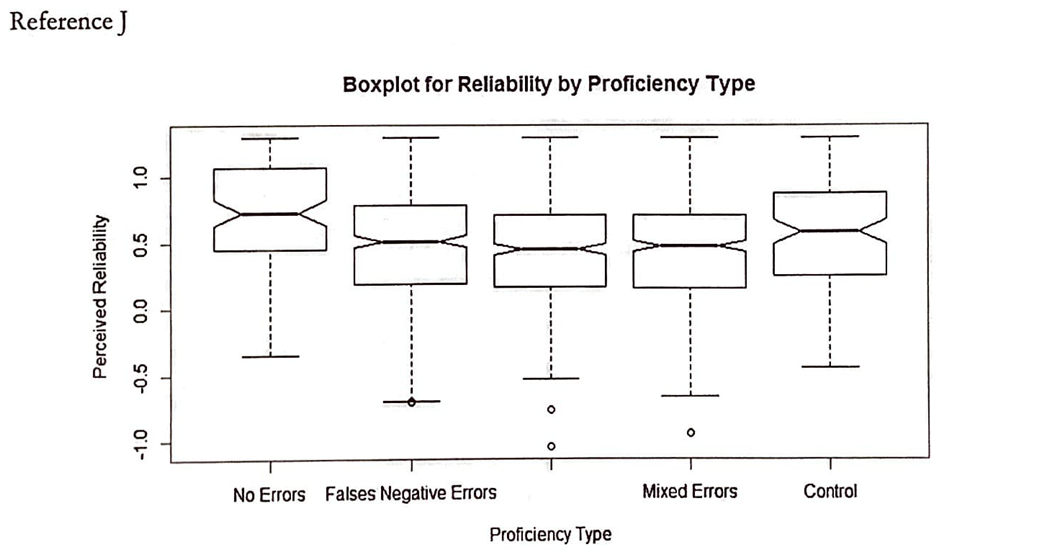 Reference J
Boxplot for Reliability by Proficiency Type
Perceived Reliability
1.0
0.5
0.0
-0.5
-1.0
No Errors
Falses Negative Errors
Mixed Errors
Control
Proficiency Type